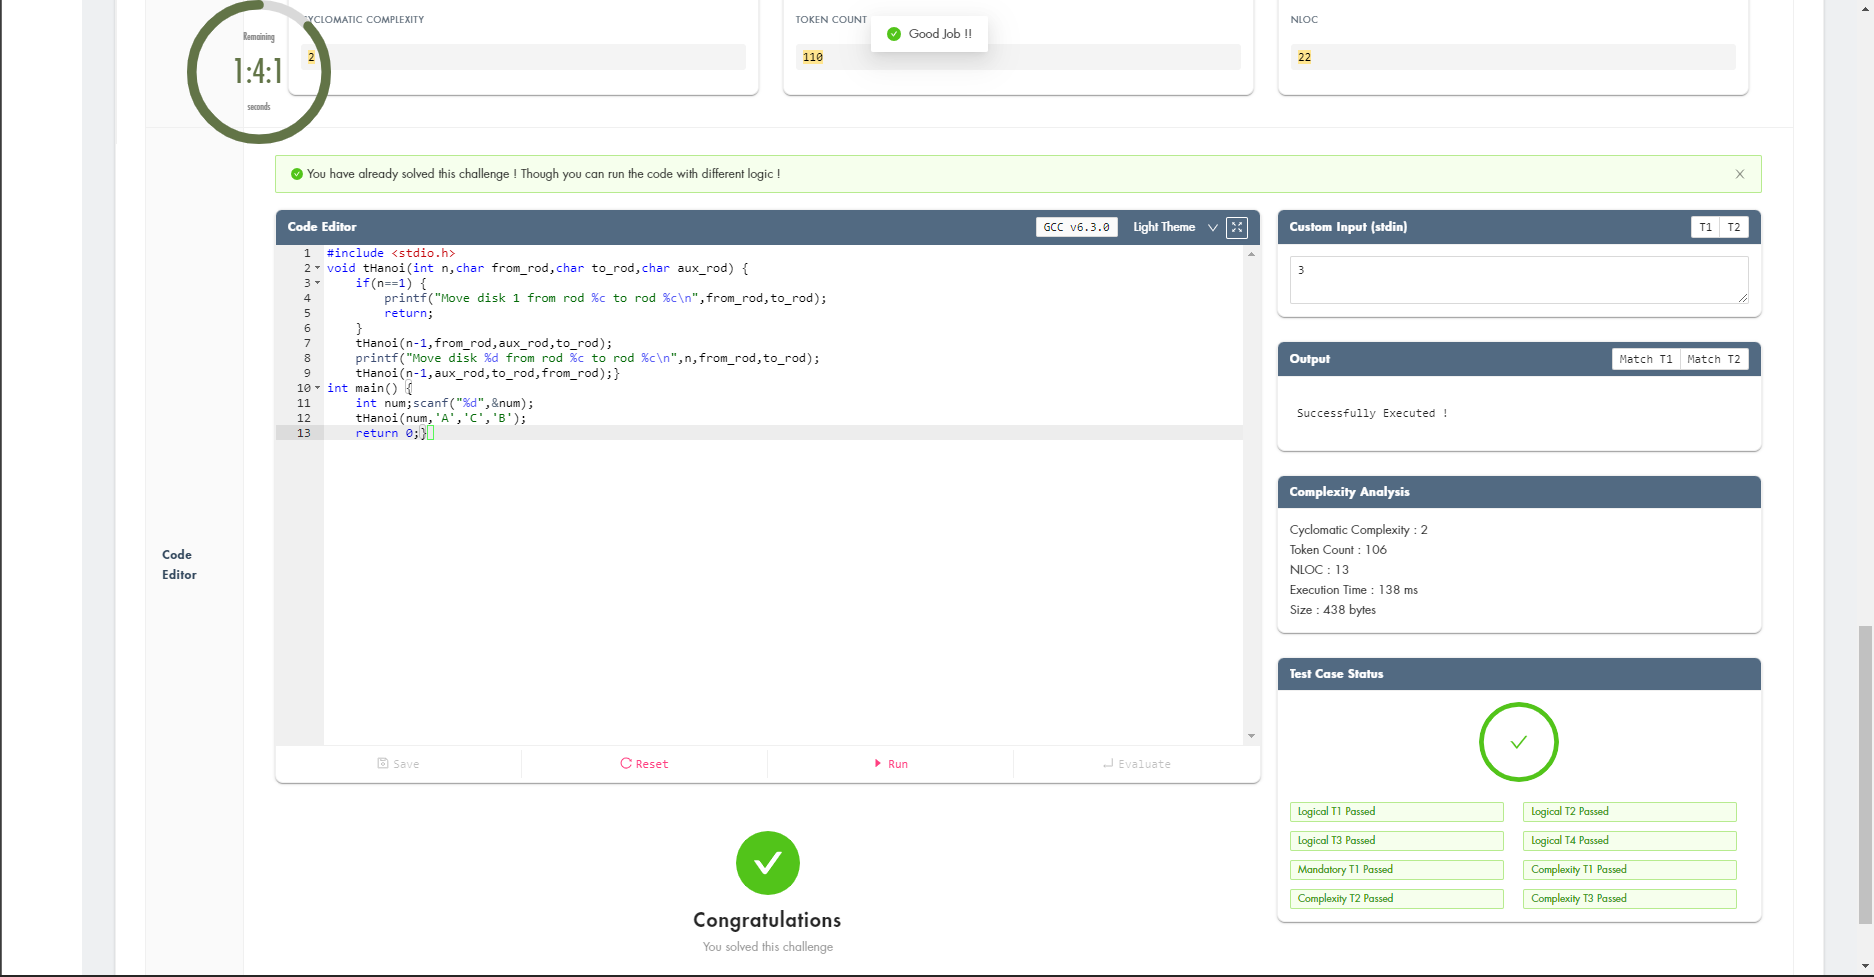 CYCLOMATIC COMPLEXITY
2
TOKEN COUNT
110
NLOC
22
Remaining
1:4:1
seconds
Good Job !!
You have already solved this challenge ! Though you can run the code with different logic !
Code Editor
GCC v6.3.0
Light Theme
1 #include <stdio.h>
2 void tHanoi(int n,char from_rod,char to_rod,char aux_rod) {
3     if(n==1) {
4         printf("Move disk 1 from rod %c to rod %c\n",from_rod,to_rod);
5         return;
6     }
7     tHanoi(n-1,from_rod,aux_rod,to_rod);
8     printf("Move disk %d from rod %c to rod %c\n",n,from_rod,to_rod);
9     tHanoi(n-1,aux_rod,to_rod,from_rod);}
10 int main() {
11     int num;scanf("%d",&num);
12     tHanoi(num,'A','C','B');
13     return 0;}
Save
Reset
Run
Evaluate
Code
Editor
Congratulations
You solved this challenge
Custom Input (stdin)
T1 T2
3
Output
Match T1 Match T2
Successfully Executed !
Complexity Analysis
Cyclomatic Complexity : 2
Token Count : 106
NLOC : 13
Execution Time : 138 ms
Size : 438 bytes
Test Case Status
Logical T1 Passed
Logical T2 Passed
Logical T3 Passed
Logical T4 Passed
Mandatory T1 Passed
Complexity T1 Passed
Complexity T2 Passed
Complexity T3 Passed